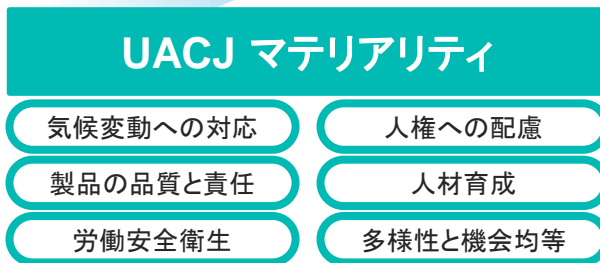 UACJ マテリアリティ
気候変動への対応
人権への配慮
製品の品質と責任
人材育成
労働安全衛生
多様性と機会均等